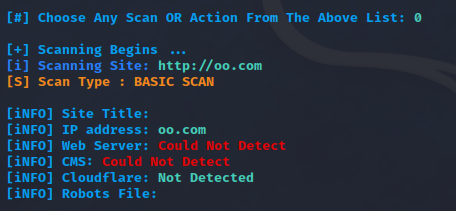 [#] Choose Any Scan OR Action From The Above List: 0
[+] Scanning Begins ...
[i] Scanning Site: http://oo.com
[S] Scan Type : BASIC SCAN
[iNFO] Site Title:
[iNFO] IP address: oo.com
[iNFO] Web Server: Could Not Detect
[iNFO] CMS: Could Not Detect
[iNFO] Cloudflare: Not Detected
[iNFO] Robots File: